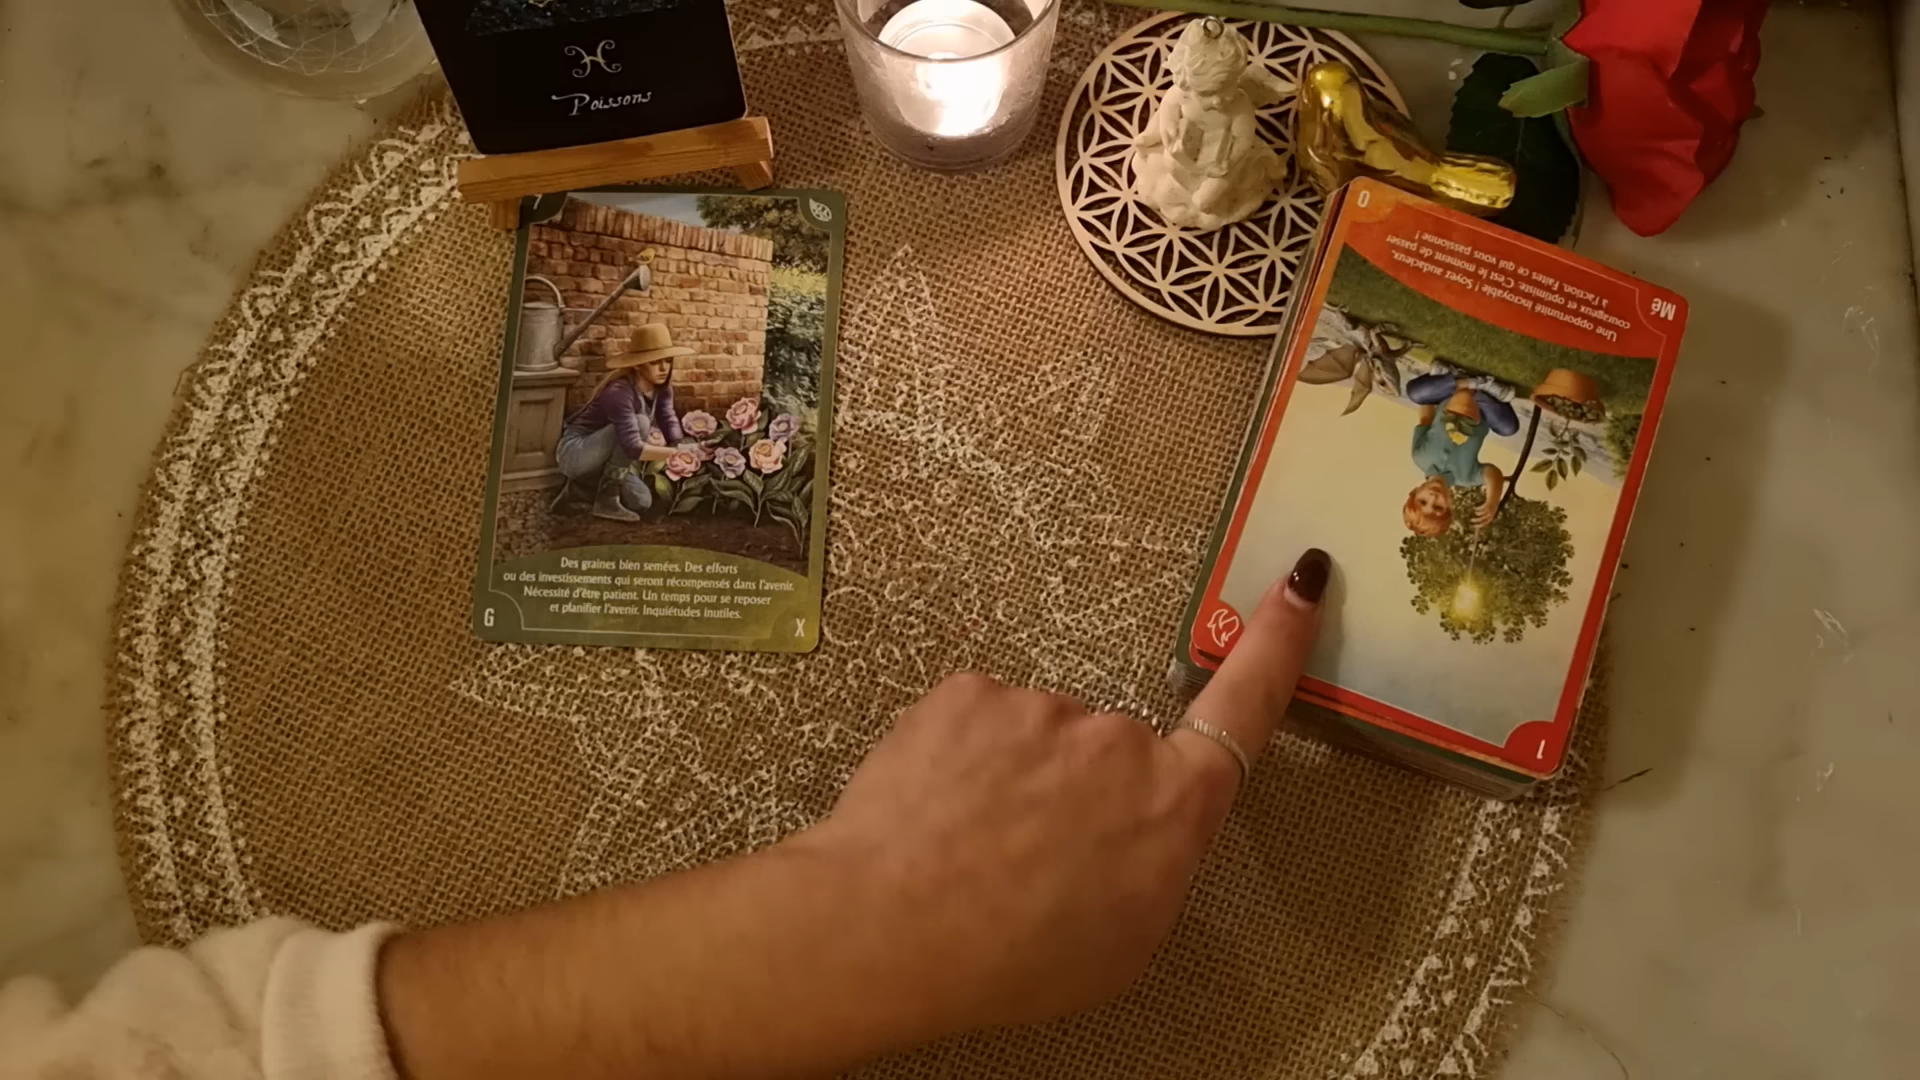 Poissons
7
Des graines bien semées. Des efforts
ou des investissements qui seront récompensés dans l'avenir.
Nécessité d'être patient. Un temps pour se reposer
et planifier l'avenir. Inquiétudes inutiles.
G
X
1
Une opportunité incroyable ! Soyez audacieux,
courageux et optimiste. C'est le moment de passer
à l'action. Faites ce qui vous passionne !
Mé
0